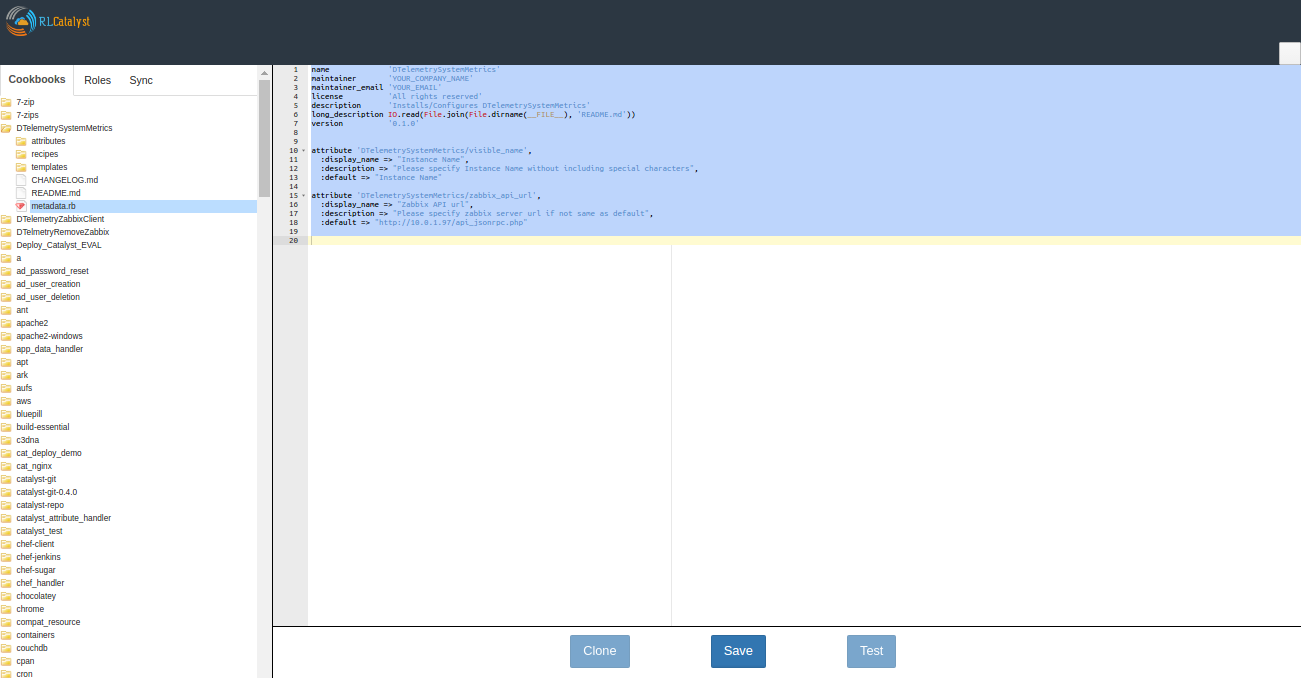 RLCatalyst
Cookbooks Roles Sync
7-zip
7-zips
DTelemetrySystemMetrics
attributes
recipes
templates
CHANGELOG.md
README.md
metadata.rb
DTelemetryZabbixClient
DTelmetryRemoveZabbix
Deploy_Catalyst_EVAL
a
ad_password_reset
ad_user_creation
ad_user_deletion
ant
apache2
apache2-windows
app_data_handler
apt
ark
aufs
aws
bluepill
build-essential
c3dna
cat_deploy_demo
cat_nginx
catalyst-git
catalyst-git-0.4.0
catalyst-repo
catalyst_attribute_handler
catalyst_test
chef-client
chef-jenkins
chef-sugar
chef_handler
chocolatey
chrome
compat_resource
containers
couchdb
cpan
cron
1 name 'DTelemetrySystemMetrics'
2 maintainer 'YOUR_COMPANY_NAME'
3 maintainer_email 'YOUR_EMAIL'
4 license 'All rights reserved'
5 description 'Installs/Configures DTelemetrySystemMetrics'
6 long_description IO.read(File.join(File.dirname(__FILE__), 'README.md'))
7 version '0.1.0'
8
9
10 attribute 'DTelemetrySystemMetrics/visible_name',
11 :display_name => "Instance Name",
12 :description => "Please specify Instance Name without including special characters",
13 :default => "Instance Name"
14
15 attribute 'DTelemetrySystemMetrics/zabbix_api_url',
16 :display_name => "Zabbix API url",
17 :description => "Please specify zabbix server url if not same as default",
18 :default => "http://10.0.1.97/api_jsonrpc.php"
19
20
Clone Save Test